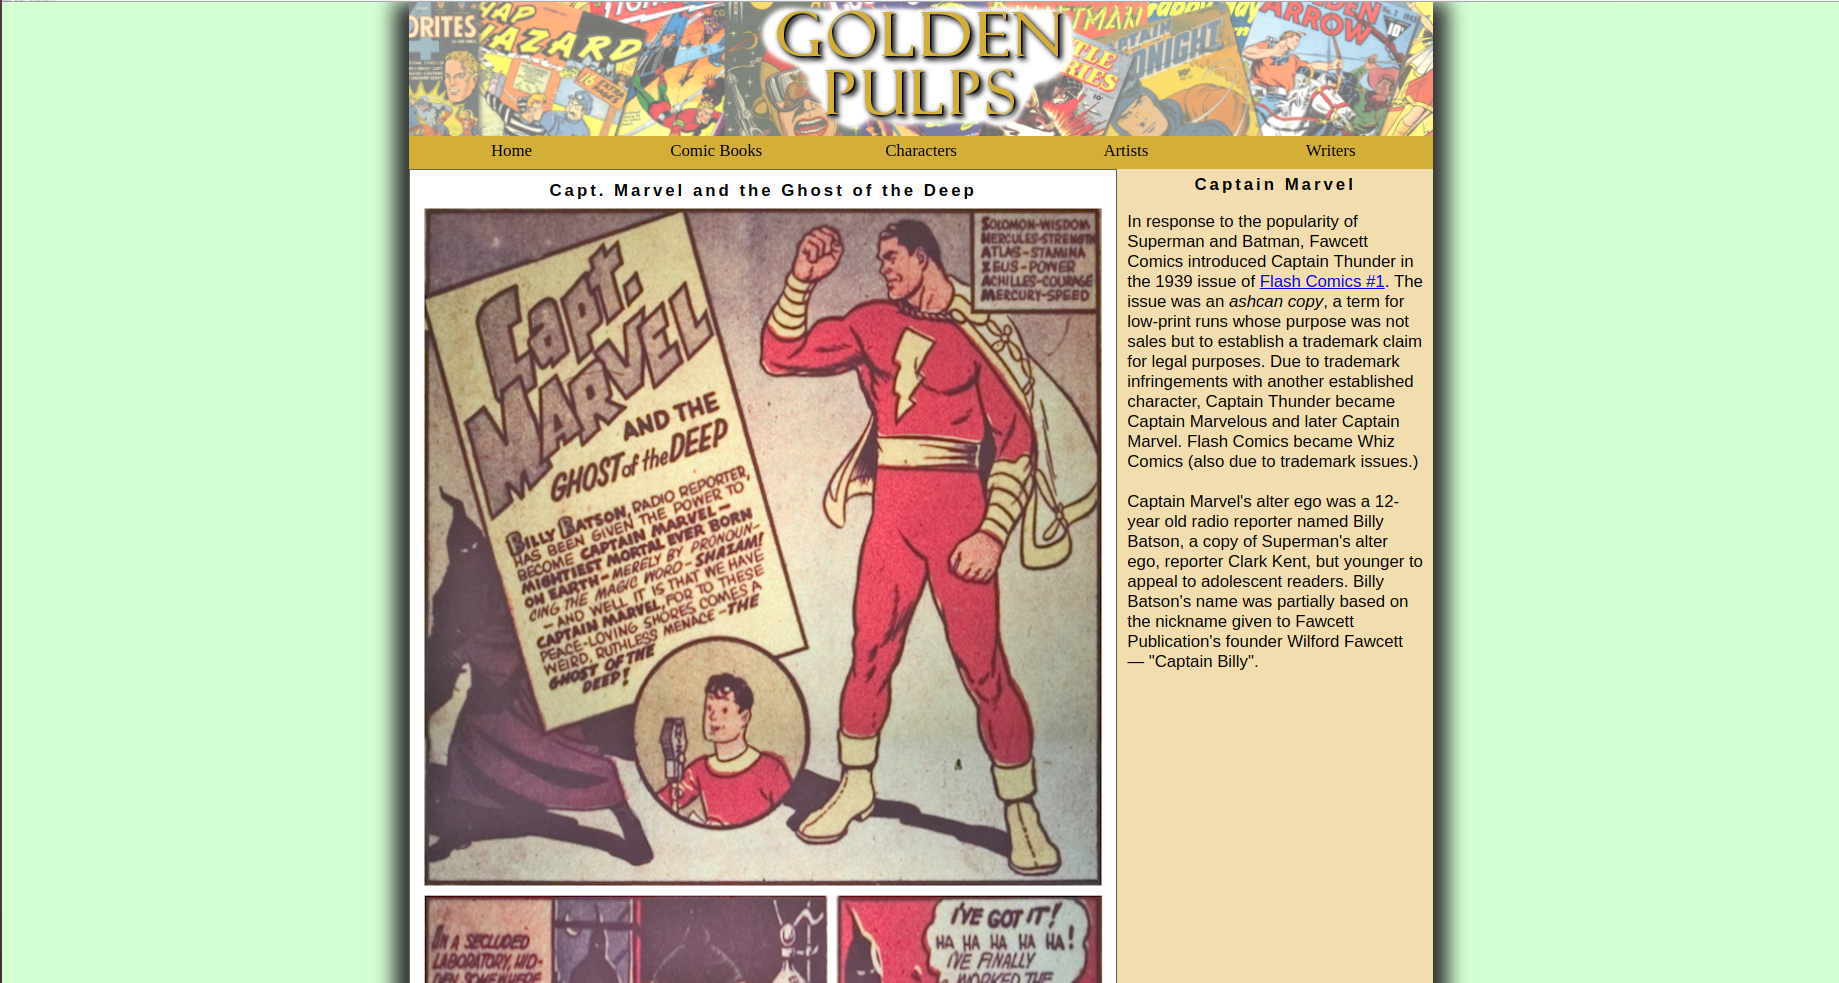 ORITES
HAZARD
GOLDEN
PULPS
ARROW
10¢
Home
Comic Books
Characters
Artists
Writers
Capt. Marvel and the Ghost of the Deep
SOLOMON-WISDOM
HERCULES-STRENGTH
ATLAS-STAMINA
ZEUS-POWER
ACHILLES-COURAGE
MERCURY-SPEED
Capt.
MARVEL
AND THE
GHOST of the DEEP
BILLY BATSON, RADIO REPORTER,
HAS BEEN GIVEN THE POWER TO
BECOME CAPTAIN MARVEL—
MIGHTIEST MORTAL EVER BORN
ON EARTH—MERELY BY PRONOUN-
CING THE MAGIC WORD - SHAZAM!
—AND WELL IT IS THAT WE HAVE
CAPTAIN MARVEL, FOR TO THESE
PEACE-LOVING SHORES COMES A
WEIRD, RUTHLESS MENACE—THE
GHOST OF THE
DEEP!
WHIZ
IN A SECLUDED
LABORATORY, HID-
DEN SOMEWHERE
I'VE GOT IT!
HA HA HA HA HA!
I'VE FINALLY
WORKED THE
Captain Marvel
In response to the popularity of
Superman and Batman, Fawcett
Comics introduced Captain Thunder in
the 1939 issue of Flash Comics #1. The
issue was an ashcan copy, a term for
low-print runs whose purpose was not
sales but to establish a trademark claim
for legal purposes. Due to trademark
infringements with another established
character, Captain Thunder became
Captain Marvelous and later Captain
Marvel. Flash Comics became Whiz
Comics (also due to trademark issues.)
Captain Marvel's alter ego was a 12-
year old radio reporter named Billy
Batson, a copy of Superman's alter
ego, reporter Clark Kent, but younger to
appeal to adolescent readers. Billy
Batson's name was partially based on
the nickname given to Fawcett
Publication's founder Wilford Fawcett
— "Captain Billy".